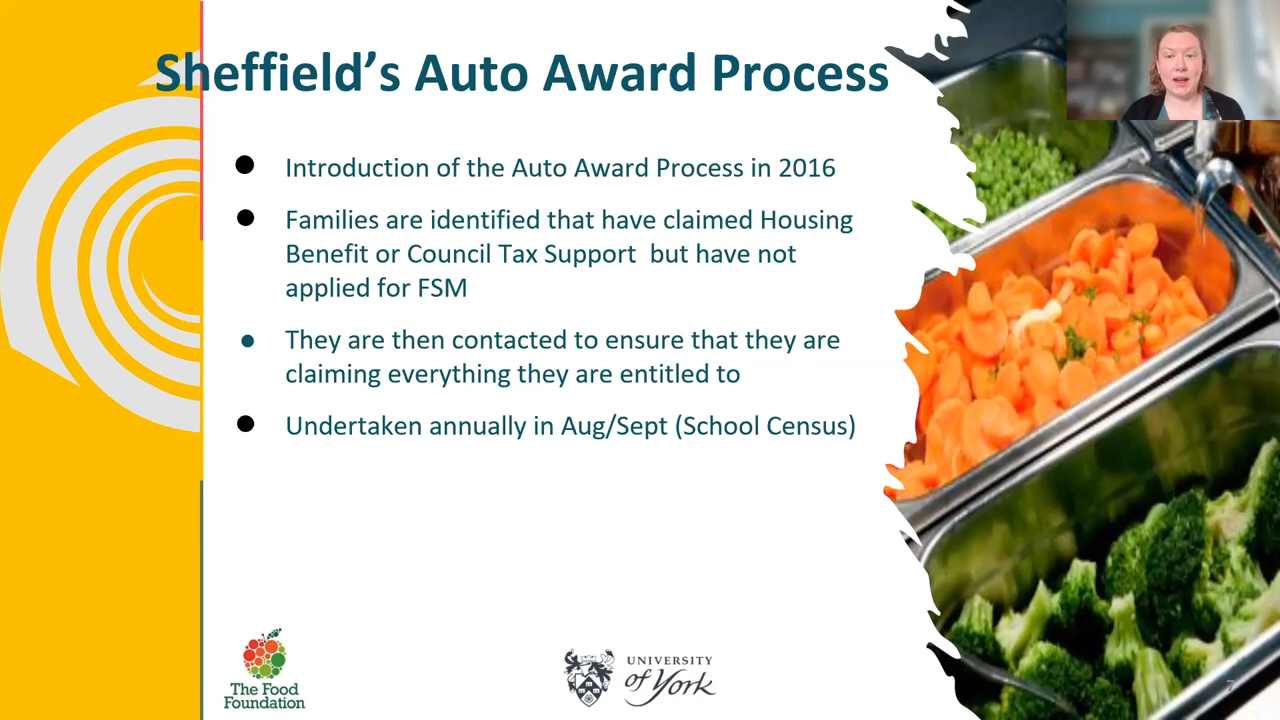 Sheffield’s Auto Award Process
● Introduction of the Auto Award Process in 2016
● Families are identified that have claimed Housing
Benefit or Council Tax Support  but have not
applied for FSM
● They are then contacted to ensure that they are
claiming everything they are entitled to
● Undertaken annually in Aug/Sept (School Census)
The Food
Foundation
UNIVERSITY
of York
7